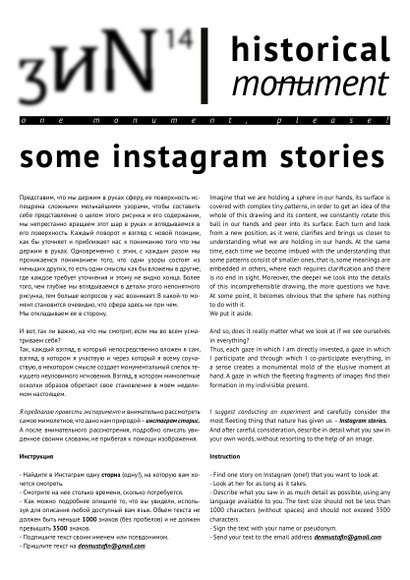 зиN 14
historical
monument
one monument, please!
some instagram stories
Представим, что мы держим в руках сферу, ее поверхность ис-
пещрена сложными мельчайшими узорами, чтобы составить
себе представление о целом этого рисунка и его содержании,
мы непрестанно вращаем этот шар в руках и вглядываемся в
его поверхность. Каждый поворот и взгляд с новой позиции,
как бы уточняет и приближает нас к пониманию того что мы
держим в руках. Одновременно с этим, с каждым разом мы
проникаемся пониманием того, что одни узоры состоят из
меньших других, то есть одни смыслы как бы вложены в другие,
где каждое требует уточнения и этому не видно конца. Более
того, чем глубже мы вглядываемся в детали этого непонятного
рисунка, тем больше вопросов у нас возникает. В какой-то мо-
мент становится очевидно, что сфера здесь ни при чем.
Мы откладываем ее в сторону.
И вот, так ли важно, на что мы смотрим, если мы во всем усма-
триваем себя?
Так, каждый взгляд, в который непосредственно вложен я сам,
взгляд, в котором я участвую и через который я всему соуча-
ствую, в некотором смысле создает монументальный слепок те-
кущего неуловимого мгновения. Взгляд, в котором мимолетные
осколки образов обретают свое становление в моем недели-
мом настоящем.
Я предлагаю провести эксперимент и внимательно рассмотреть
самое мимолетное, что дано нам природой – инстаграм сторис.
А после внимательного рассмотрения, подробно описать уви-
денное своими словами, не прибегая к помощи изображения.
Инструкция
- Найдите в Инстаграм одну сториз (одну!), на которую вам хо-
чется смотреть.
- Смотрите на нее столько времени, сколько потребуется.
- Как можно подробнее опишите то, что вы увидели, исполь-
зуя для описания любой доступный вам язык. Объем текста не
должен быть меньше 1000 знаков (без пробелов) и не должен
превышать 3500 знаков.
- Подпишите текст своим именем или псевдонимом.
- Пришлите текст на denmustafin@gmail.com
Imagine that we are holding a sphere in our hands, its surface is
covered with complex tiny patterns, in order to get an idea of the
whole of this drawing and its content, we constantly rotate this
ball in our hands and peer into its surface. Each turn and look
from a new position, as it were, clarifies and brings us closer to
understanding what we are holding in our hands. At the same
time, each time we become imbued with the understanding that
some patterns consist of smaller ones, that is, some meanings are
embedded in others, where each requires clarification and there
is no end in sight. Moreover, the deeper we look into the details
of this incomprehensible drawing, the more questions we have.
At some point, it becomes obvious that the sphere has nothing
to do with it.
We put it aside.
And so, does it really matter what we look at if we see ourselves
in everything?
Thus, each gaze in which I am directly invested, a gaze in which
I participate and through which I co-participate everything, in
a sense creates a monumental mold of the elusive moment at
hand. A gaze in which the fleeting fragments of images find their
formation in my indivisible present.
I suggest conducting an experiment and carefully consider the
most fleeting thing that nature has given us – Instagram stories.
And after careful consideration, describe in detail what you saw in
your own words, without resorting to the help of an image.
Instruction
- Find one story on Instagram (one!) that you want to look at.
- Look at her for as long as it takes.
- Describe what you saw in as much detail as possible, using any
language available to you. The text size should not be less than
1000 characters (without spaces) and should not exceed 3500
characters.
- Sign the text with your name or pseudonym.
- Send your text to the email address denmustafin@gmail.com